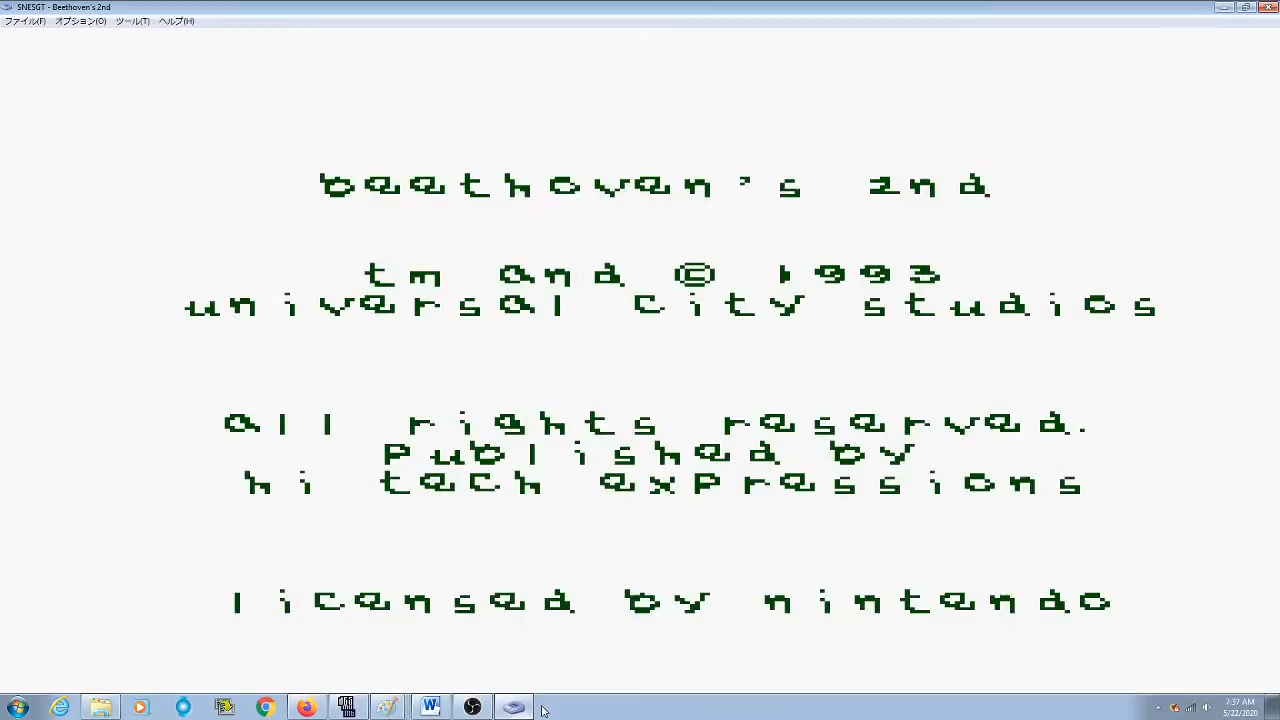 SNESGT - Beethoven's 2nd
ファイル(F) オプション(O) ツール(T) ヘルプ(H)
beethoven's 2nd
tm and © 1993
universal city studios
all rights reserved.
published by
hi tech expressions
licensed by nintendo
7:37 AM
5/22/2020